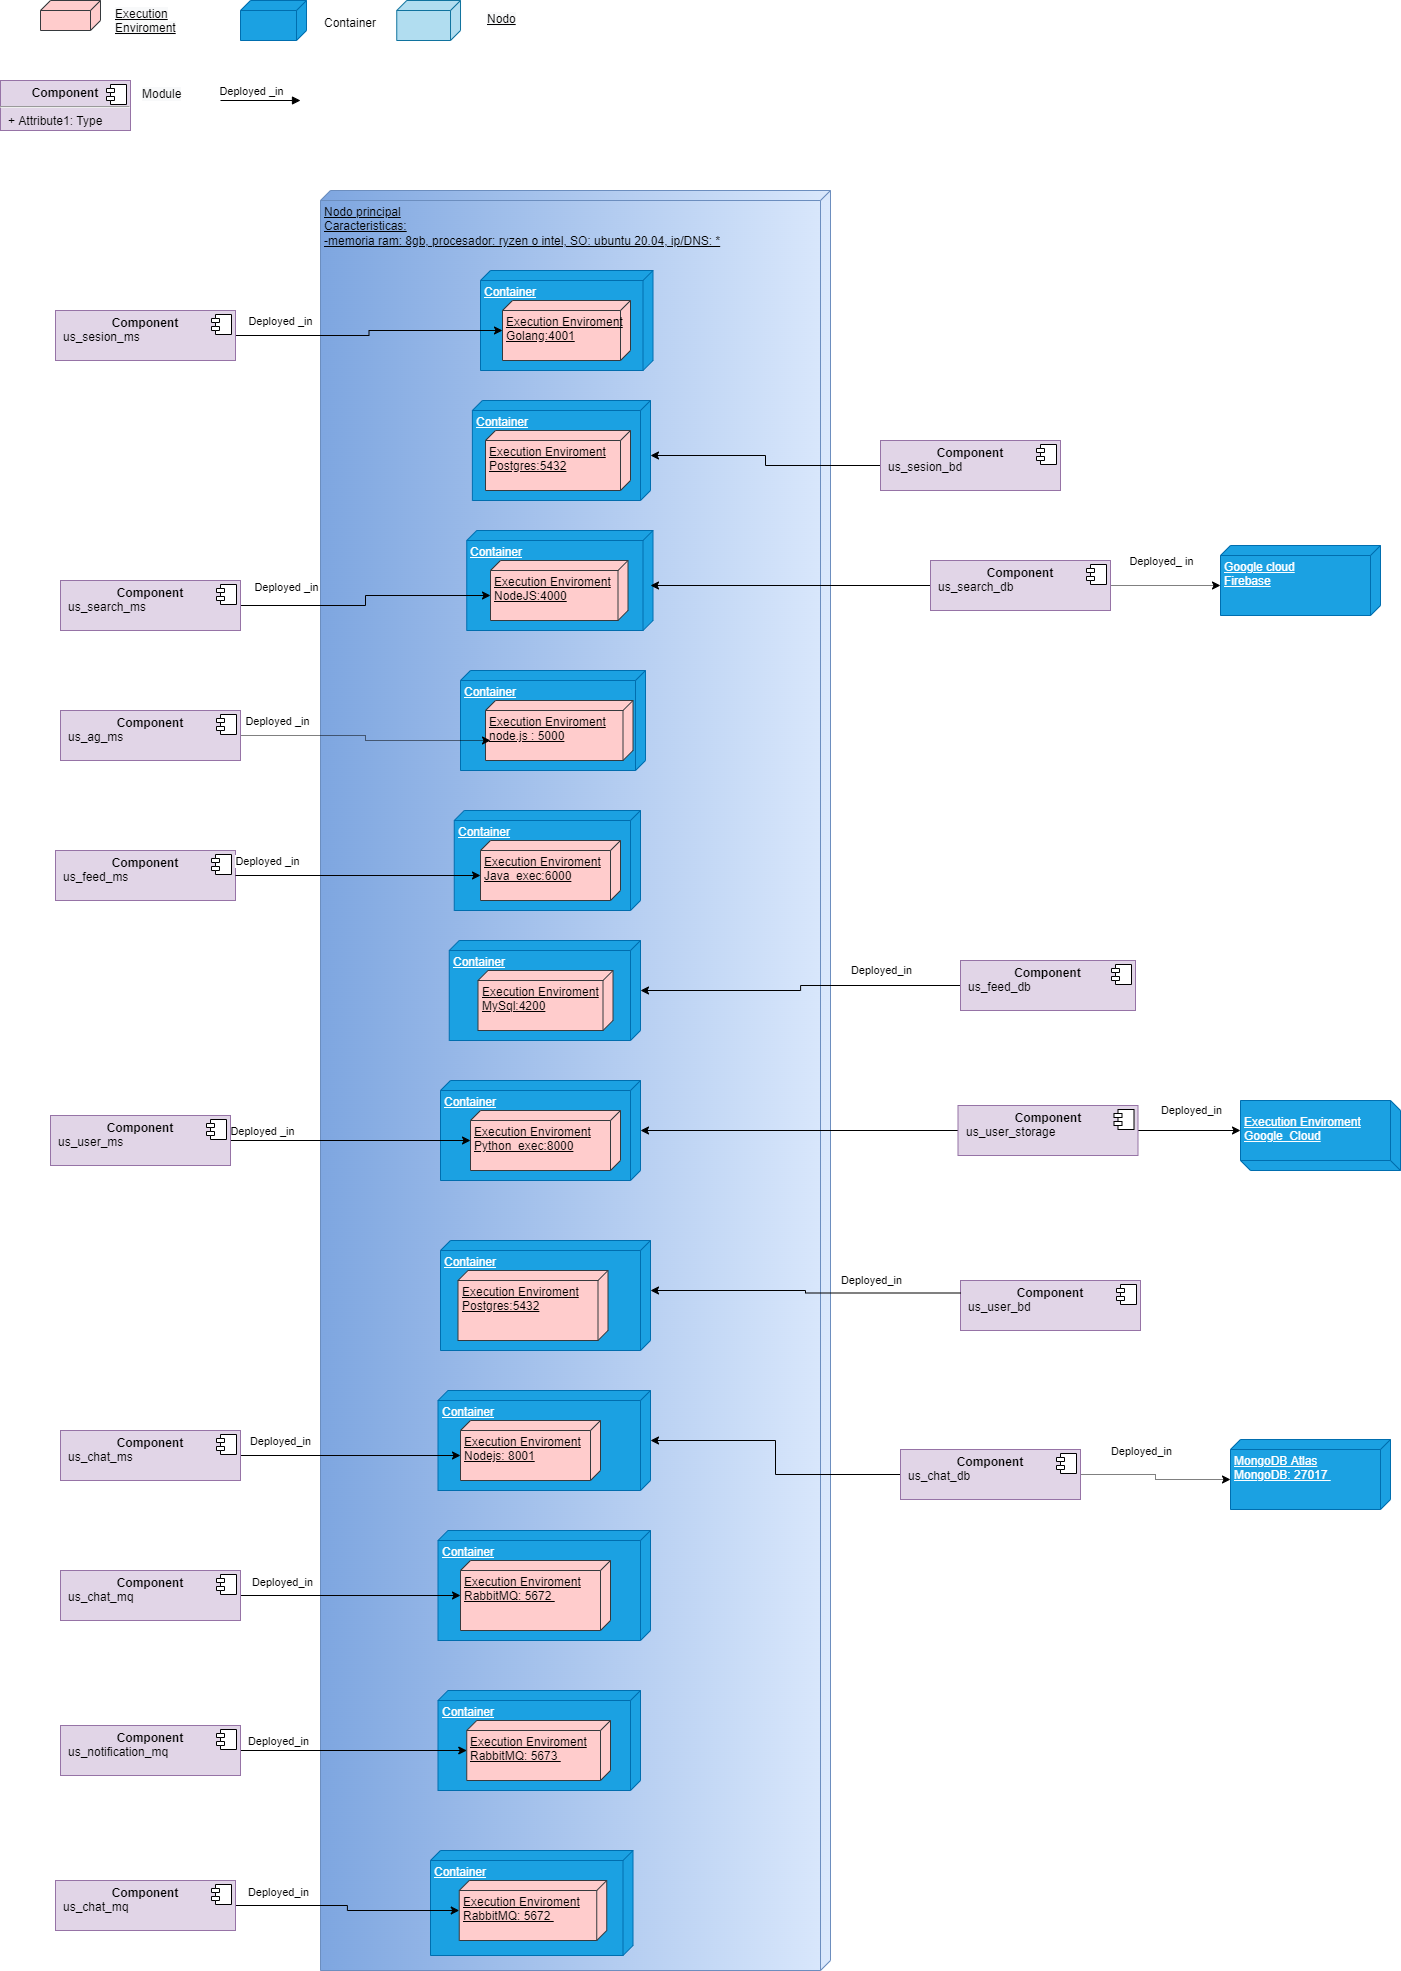 Execution
Enviroment
Container
Nodo
Component
+ Attribute1: Type
Module
Deployed _in
Nodo principal
Caracteristicas:
-memoria ram: 8gb, procesador: ryzen o intel, SO: ubuntu 20.04, ip/DNS: *
Component
us_sesion_ms
Deployed _in
Container
Execution Enviroment
Golang:4001
Container
Execution Enviroment
Postgres:5432
Component
us_sesion_bd
Component
us_search_ms
Deployed _in
Container
Execution Enviroment
NodeJS:4000
Component
us_search_db
Deployed_ in
Google cloud
Firebase
Component
us_ag_ms
Deployed _in
Container
Execution Enviroment
node.js : 5000
Component
us_feed_ms
Deployed _in
Container
Execution Enviroment
Java_exec:6000
Container
Execution Enviroment
MySql:4200
Deployed_in
Component
us_feed_db
Component
us_user_ms
Deployed _in
Container
Execution Enviroment
Python_exec:8000
Component
us_user_storage
Deployed_in
Execution Enviroment
Google_Cloud
Container
Execution Enviroment
Postgres:5432
Deployed_in
Component
us_user_bd
Component
us_chat_ms
Deployed_in
Container
Execution Enviroment
Nodejs: 8001
Component
us_chat_db
Deployed_in
MongoDB Atlas
MongoDB: 27017
Component
us_chat_mq
Deployed_in
Container
Execution Enviroment
RabbitMQ: 5672
Component
us_notification_mq
Deployed_in
Container
Execution Enviroment
RabbitMQ: 5673
Component
us_chat_mq
Deployed_in
Container
Execution Enviroment
RabbitMQ: 5672